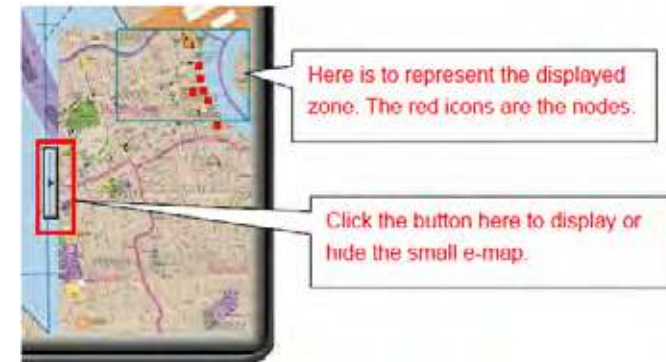 Here is to represent the displayed
zone. The red icons are the nodes.
Click the button here to display or
hide the small e-map.